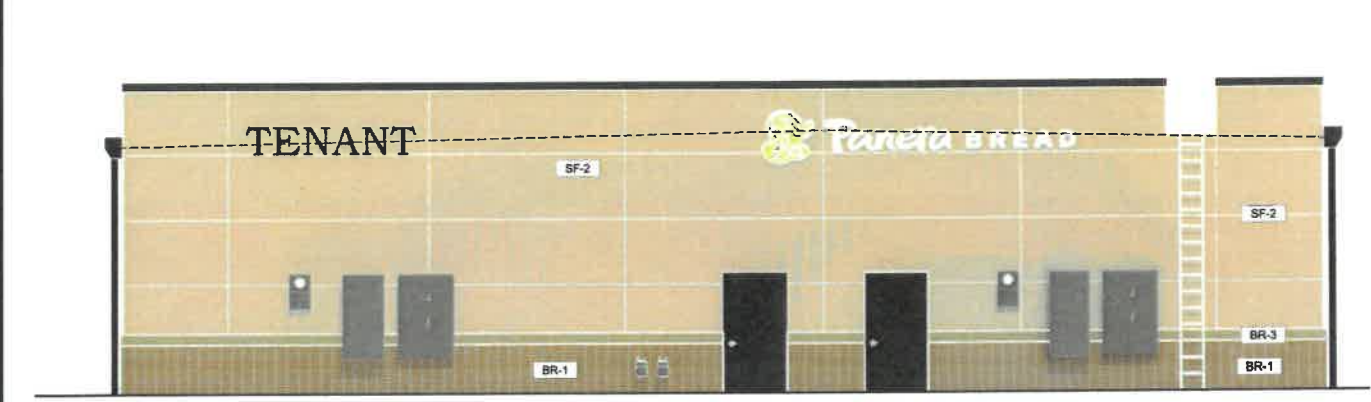 TENANT
Panera BREAD
SF-2
SF-2
BR-3
BR-1
BR-1